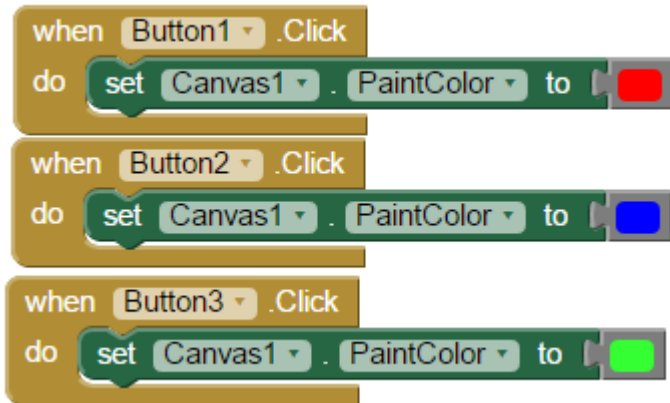 when Button1 .Click
do set Canvas1 . PaintColor to
when Button2 .Click
do set Canvas1 . PaintColor to
when Button3 .Click
do set Canvas1 . PaintColor to